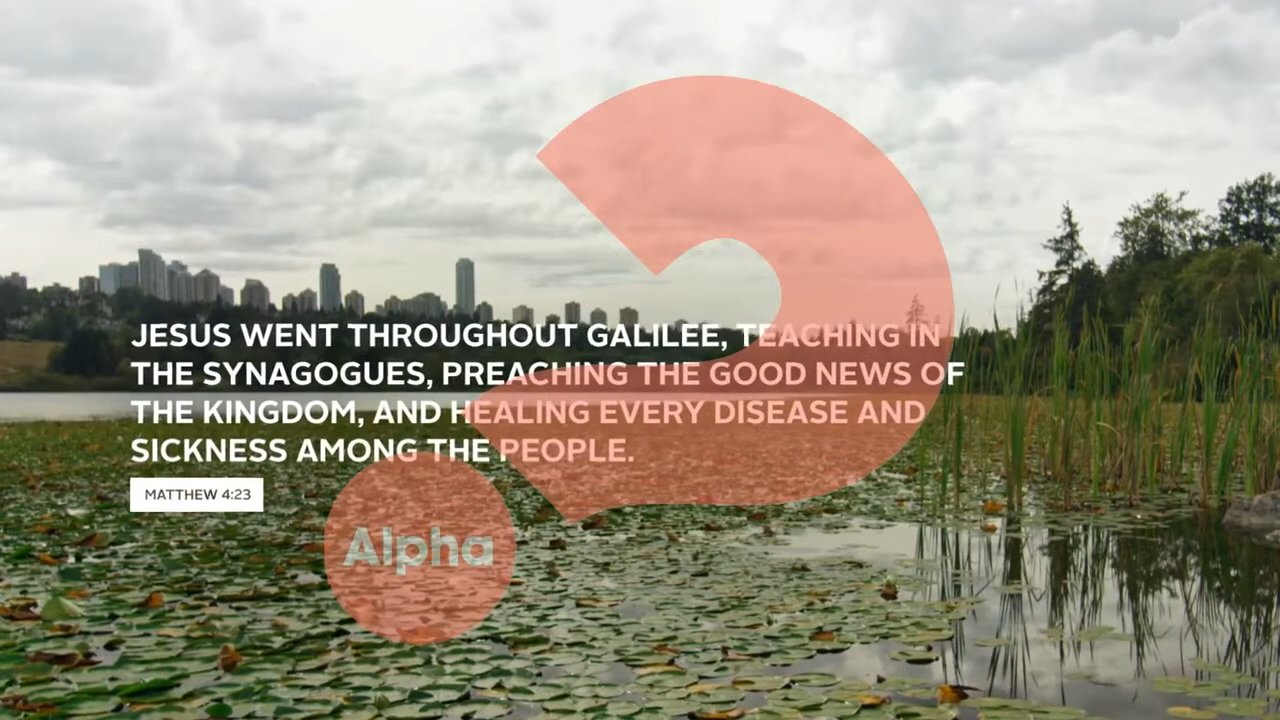 JESUS WENT THROUGHOUT GALILEE, TEACHING IN
THE SYNAGOGUES, PREACHING THE GOOD NEWS OF
THE KINGDOM, AND HEALING EVERY DISEASE AND
SICKNESS AMONG THE PEOPLE.
MATTHEW 4:23
Alpha